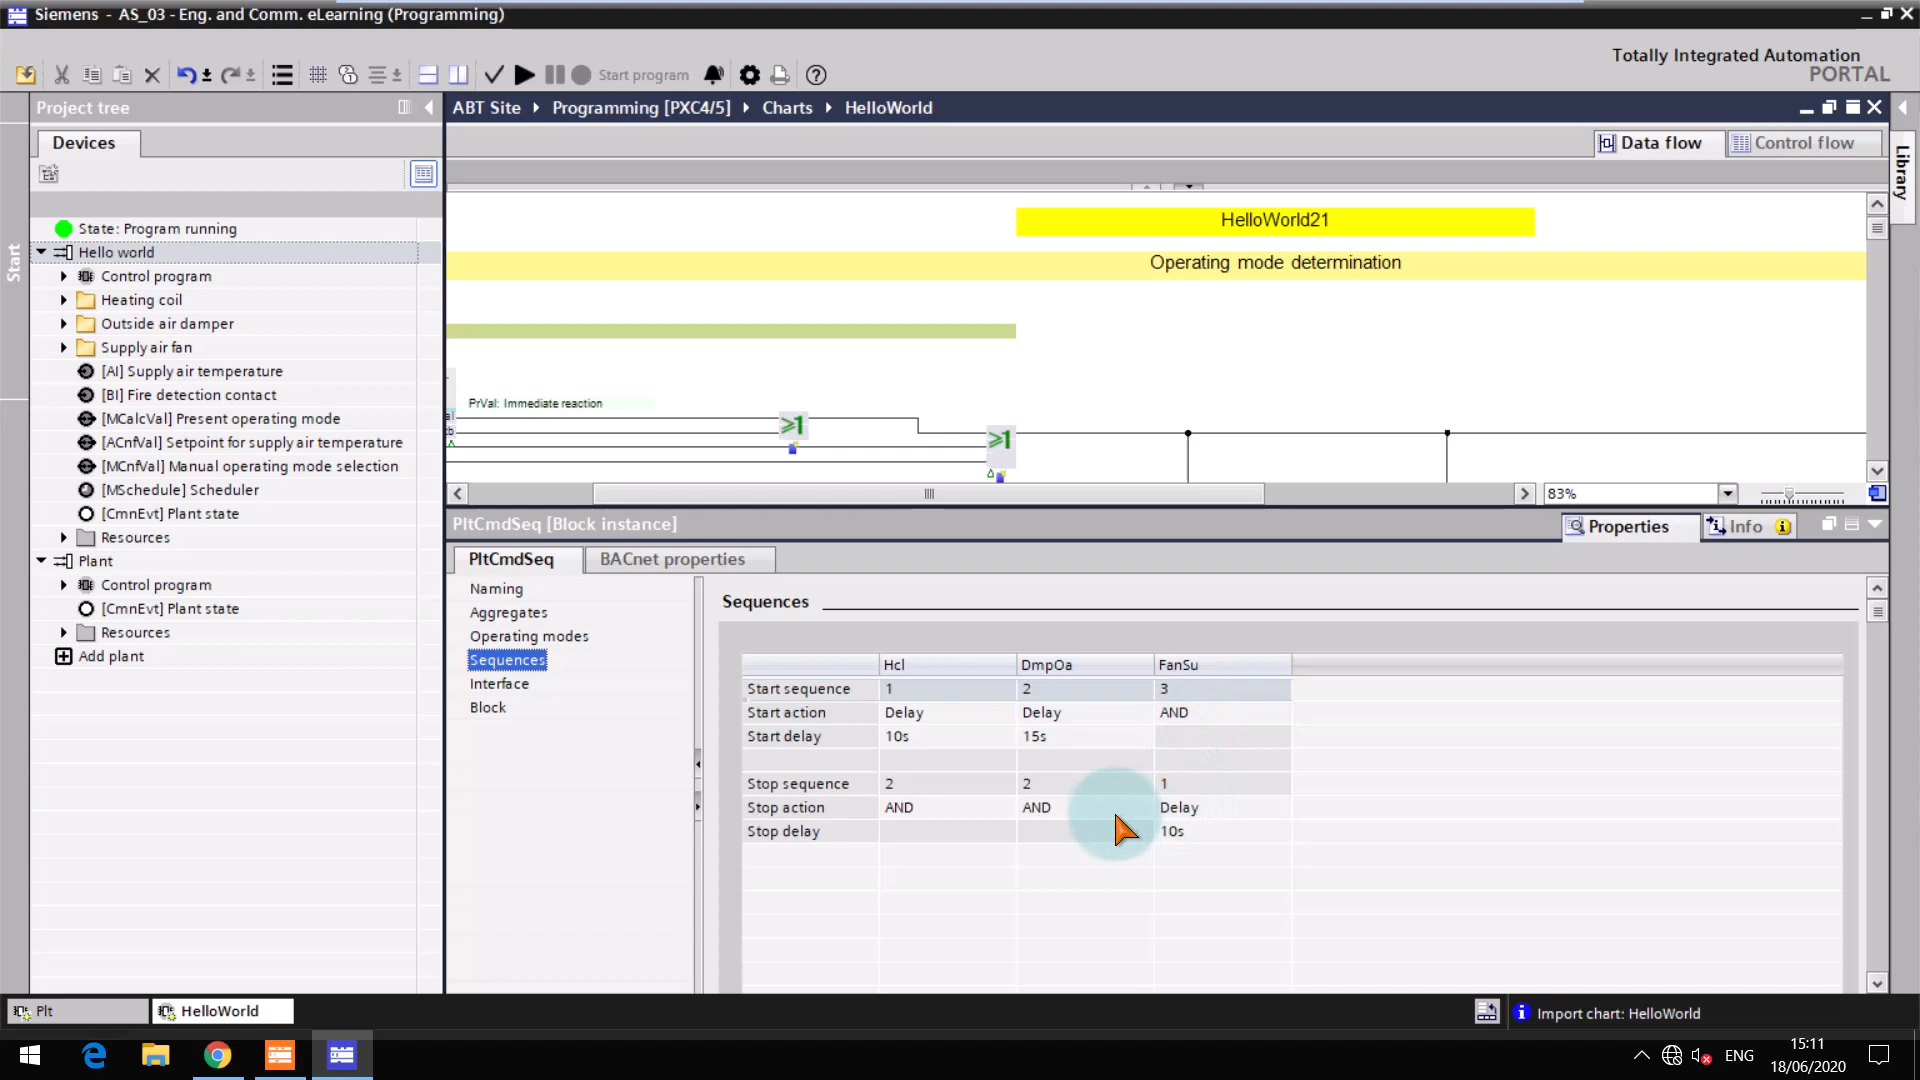 Siemens - AS_03 - Eng. and Comm. eLearning (Programming)
Totally Integrated Automation
PORTAL
Start program
Project tree
ABT Site
Programming [PXC4/5]
Charts
HelloWorld
Devices
Data flow
Control flow
Library
Start
State: Program running
Hello world
Control program
Heating coil
Outside air damper
Supply air fan
[AI] Supply air temperature
[BI] Fire detection contact
[MCalcVal] Present operating mode
[ACnfVal] Setpoint for supply air temperature
[MCnfVal] Manual operating mode selection
[MSchedule] Scheduler
[CmnEvt] Plant state
Resources
Plant
Control program
[CmnEvt] Plant state
Resources
Add plant
HelloWorld21
Operating mode determination
PrVal: Immediate reaction
≥1
≥1
83%
PltCmdSeq [Block instance]
Properties
Info
PltCmdSeq
BACnet properties
Naming
Aggregates
Operating modes
Sequences
Interface
Block
Sequences
Hcl DmpOa FanSu
Start sequence 1 2 3
Start action Delay Delay AND
Start delay 10s 15s
Stop sequence 2 2 1
Stop action AND AND Delay
Stop delay 10s
Plt
HelloWorld
Import chart: HelloWorld
ENG
15:11
18/06/2020